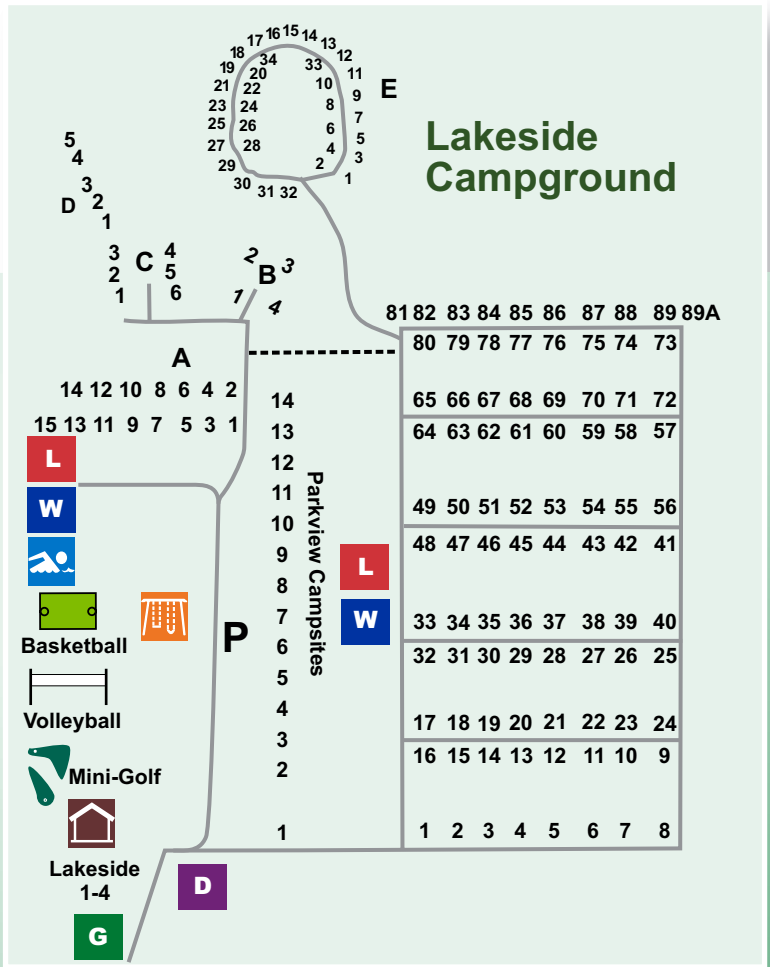 Lakeside
Campground
E
15
16 14
17 13
18 12
34 33
19 20 11
21 22 10
9
23 24 8
7
25 26 6
5
27 28 4
3
29 2
30 31 32 1
5
4
3
D 2
1
3 C 4
2 5
1 6
2 B 3
1 4
A
14 12 10 8 6 4 2
15 13 11 9 7 5 3 1
81 82 83 84 85 86 87 88 89 89A
80 79 78 77 76 75 74 73
65 66 67 68 69 70 71 72
64 63 62 61 60 59 58 57
49 50 51 52 53 54 55 56
48 47 46 45 44 43 42 41
33 34 35 36 37 38 39 40
32 31 30 29 28 27 26 25
17 18 19 20 21 22 23 24
16 15 14 13 12 11 10 9
1 2 3 4 5 6 7 8
14
13
12
11
10
9
8
7
6
5
4
3
2
1
Parkview Campsites
P
L
W
L
W
Basketball
Volleyball
Mini-Golf
Lakeside
1-4
D
G